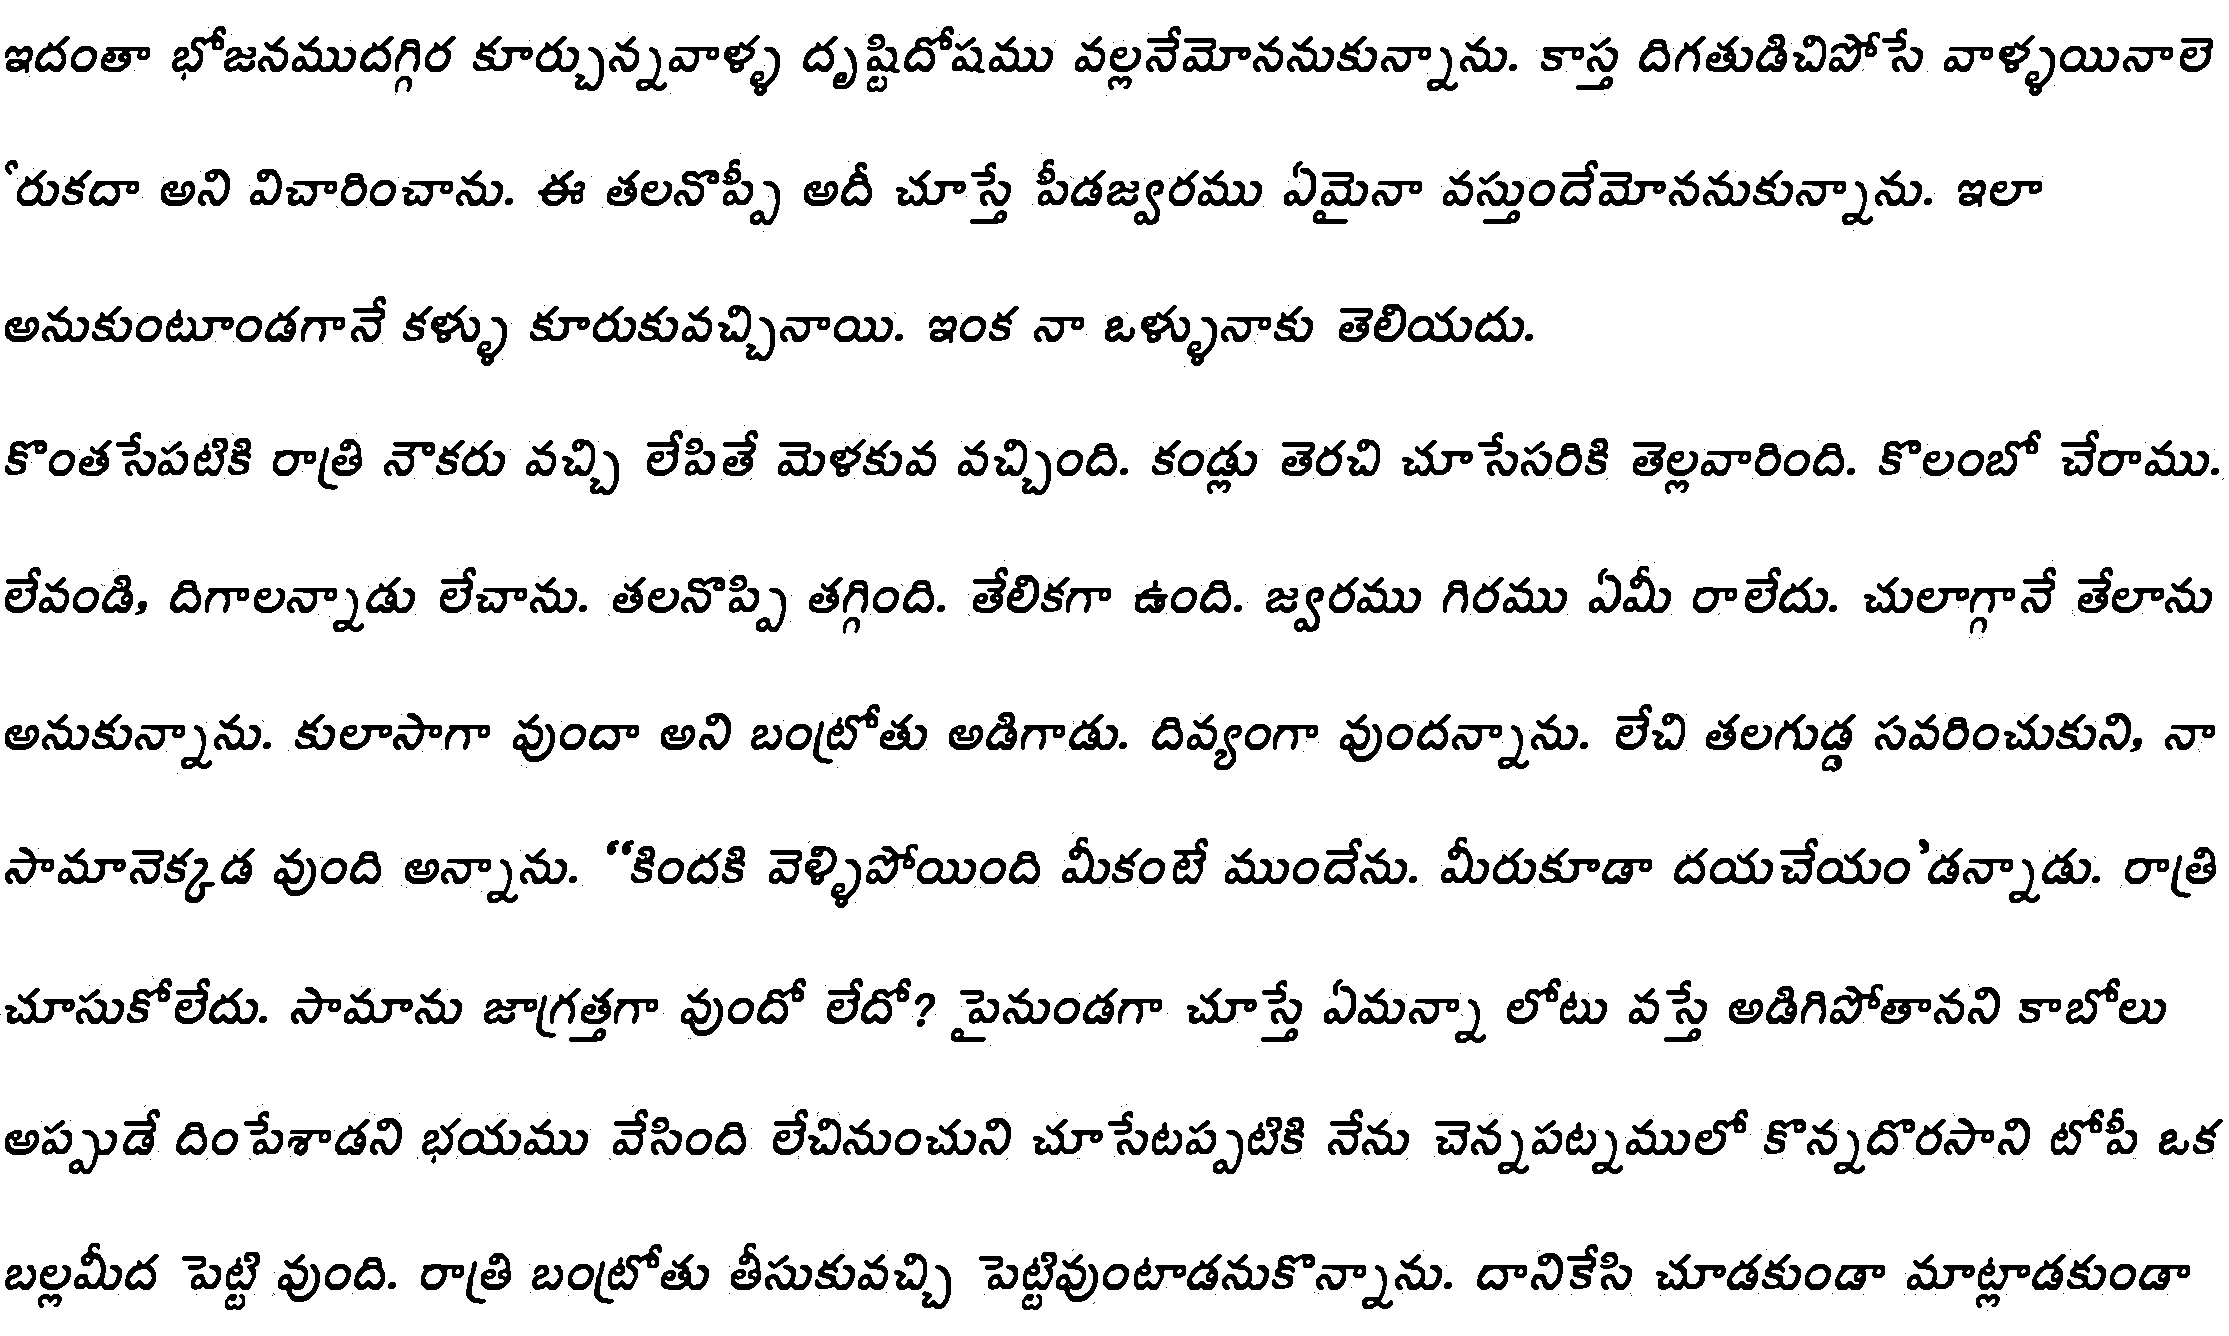 ఇదంతా భోజనముదగ్గిర కూర్చున్నవాళ్ళ దృష్టిదోషము వల్లనేమోననుకున్నాను. కాస్త దిగతుడిచిపోసే వాళ్ళయినాలె
ʻరుకదా అని విచారించాను. ఈ తలనొప్పీ అదీ చూస్తే పీడజ్వరము ఏమైనా వస్తుందేమోననుకున్నాను. ఇలా
అనుకుంటూండగానే కళ్ళు కూరుకువచ్చినాయి. ఇంక నా ఒళ్ళునాకు తెలియదు.
కొంతసేపటికి రాత్రి నౌకరు వచ్చి లేపితే మెళకువ వచ్చింది. కండ్లు తెరచి చూసేసరికి తెల్లవారింది. కొలంబో చేరాము.
లేవండి, దిగాలన్నాడు లేచాను. తలనొప్పి తగ్గింది. తేలికగా ఉంది. జ్వరము గిరము ఏమీ రాలేదు. చులాగ్గానే తేలాను
అనుకున్నాను. కులాసాగా వుందా అని బంట్రోతు అడిగాడు. దివ్యంగా వుందన్నాను. లేచి తలగుడ్డ సవరించుకుని, నా
సామానెక్కడ వుంది అన్నాను. “కిందకి వెళ్ళిపోయింది మీకంటే ముందేను. మీరుకూడా దయచేయం’డన్నాడు. రాత్రి
చూసుకోలేదు. సామాను జాగ్రత్తగా వుందో లేదో? పైనుండగా చూస్తే ఏమన్నా లోటు వస్తే అడిగిపోతానని కాబోలు
అప్పుడే దింపేశాడని భయము వేసింది లేచినుంచుని చూసేటప్పటికి నేను చెన్నపట్నములో కొన్నదొరసాని టోపీ ఒక
బల్లమీద పెట్టి వుంది. రాత్రి బంట్రోతు తీసుకువచ్చి పెట్టివుంటాడనుకొన్నాను. దానికేసి చూడకుండా మాట్లాడకుండా